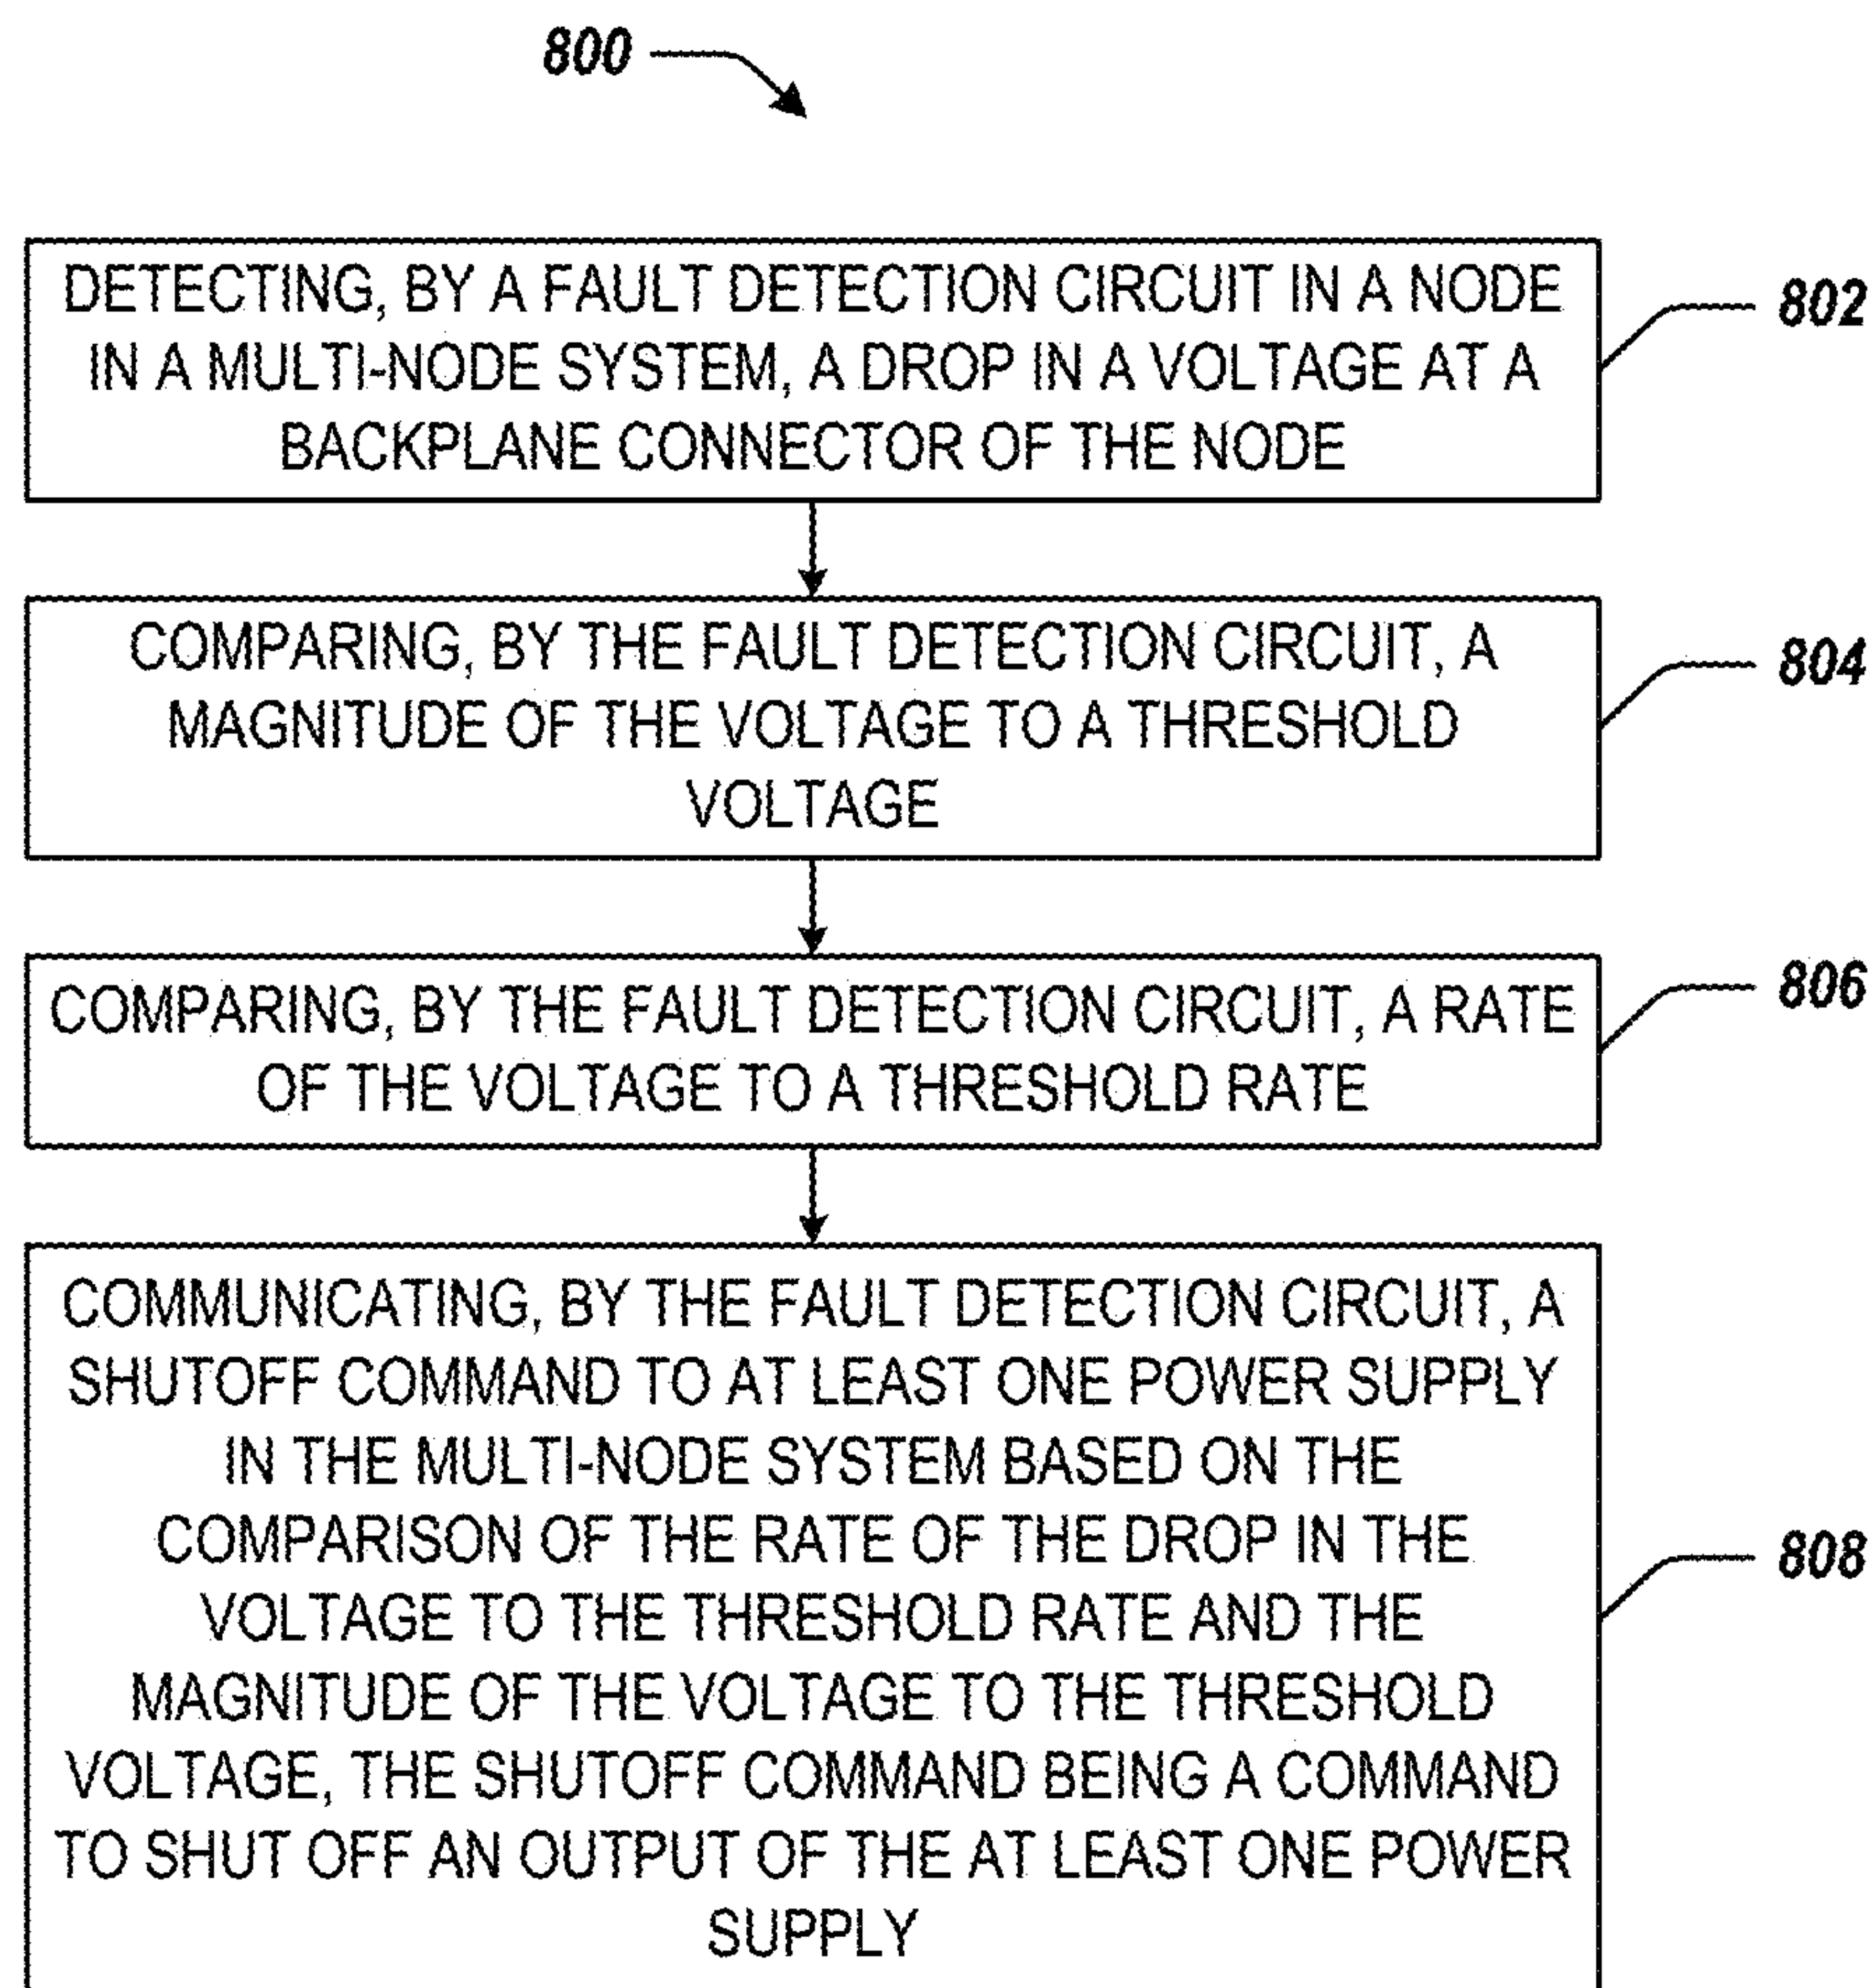 800
DETECTING, BY A FAULT DETECTION CIRCUIT IN A NODE
IN A MULTI-NODE SYSTEM, A DROP IN A VOLTAGE AT A
BACKPLANE CONNECTOR OF THE NODE
802
COMPARING, BY THE FAULT DETECTION CIRCUIT, A
MAGNITUDE OF THE VOLTAGE TO A THRESHOLD
VOLTAGE
804
COMPARING, BY THE FAULT DETECTION CIRCUIT, A RATE
OF THE VOLTAGE TO A THRESHOLD RATE
806
COMMUNICATING, BY THE FAULT DETECTION CIRCUIT, A
SHUTOFF COMMAND TO AT LEAST ONE POWER SUPPLY
IN THE MULTI-NODE SYSTEM BASED ON THE
COMPARISON OF THE RATE OF THE DROP IN THE
VOLTAGE TO THE THRESHOLD RATE AND THE
MAGNITUDE OF THE VOLTAGE TO THE THRESHOLD
VOLTAGE, THE SHUTOFF COMMAND BEING A COMMAND
TO SHUT OFF AN OUTPUT OF THE AT LEAST ONE POWER
SUPPLY
808